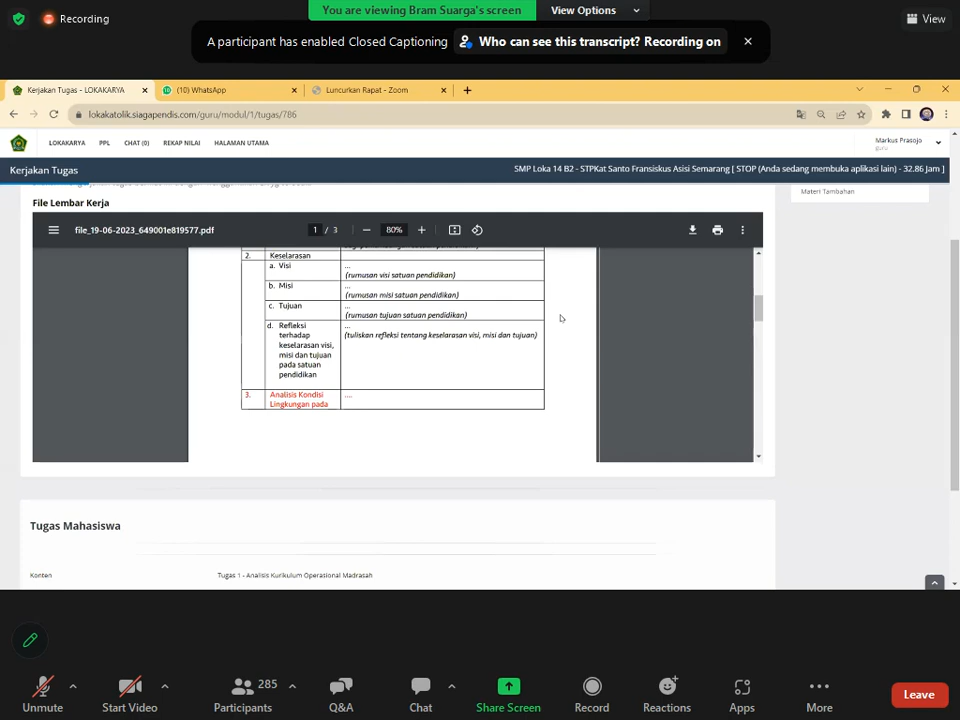 Recording
You are viewing Bram Suarga's screen
View Options
View
A participant has enabled Closed Captioning
Who can see this transcript? Recording on
Kerjakan Tugas - LOKAKARYA
(10) WhatsApp
Luncurkan Rapat - Zoom
lokakatolik.siagapendis.com/guru/modul/1/tugas/786
LOKAKARYA
PPL
CHAT (0)
REKAP NILAI
HALAMAN UTAMA
Markus Prasojo
guru
Kerjakan Tugas
SMP Loka 14 B2 - STPKat Santo Fransiskus Asisi Semarang [ STOP (Anda sedang membuka aplikasi lain) - 32.86 Jam ]
Materi Tambahan
File Lembar Kerja
file_19-06-2023_649001e819577.pdf
1 / 3
80%
2. Keselarasan
a. Visi
...
(rumusan visi satuan pendidikan)
b. Misi
...
(rumusan misi satuan pendidikan)
c. Tujuan
...
(rumusan tujuan satuan pendidikan)
d. Refleksi
terhadap
keselarasan visi,
misi dan tujuan
pada satuan
pendidikan
...
(tuliskan refleksi tentang keselarasan visi, misi dan tujuan)
3. Analisis Kondisi
Lingkungan pada
....
Tugas Mahasiswa
Konten
Tugas 1 - Analisis Kurikulum Operasional Madrasah
Unmute
Start Video
285
Participants
Q&A
Chat
Share Screen
Record
Reactions
Apps
More
Leave